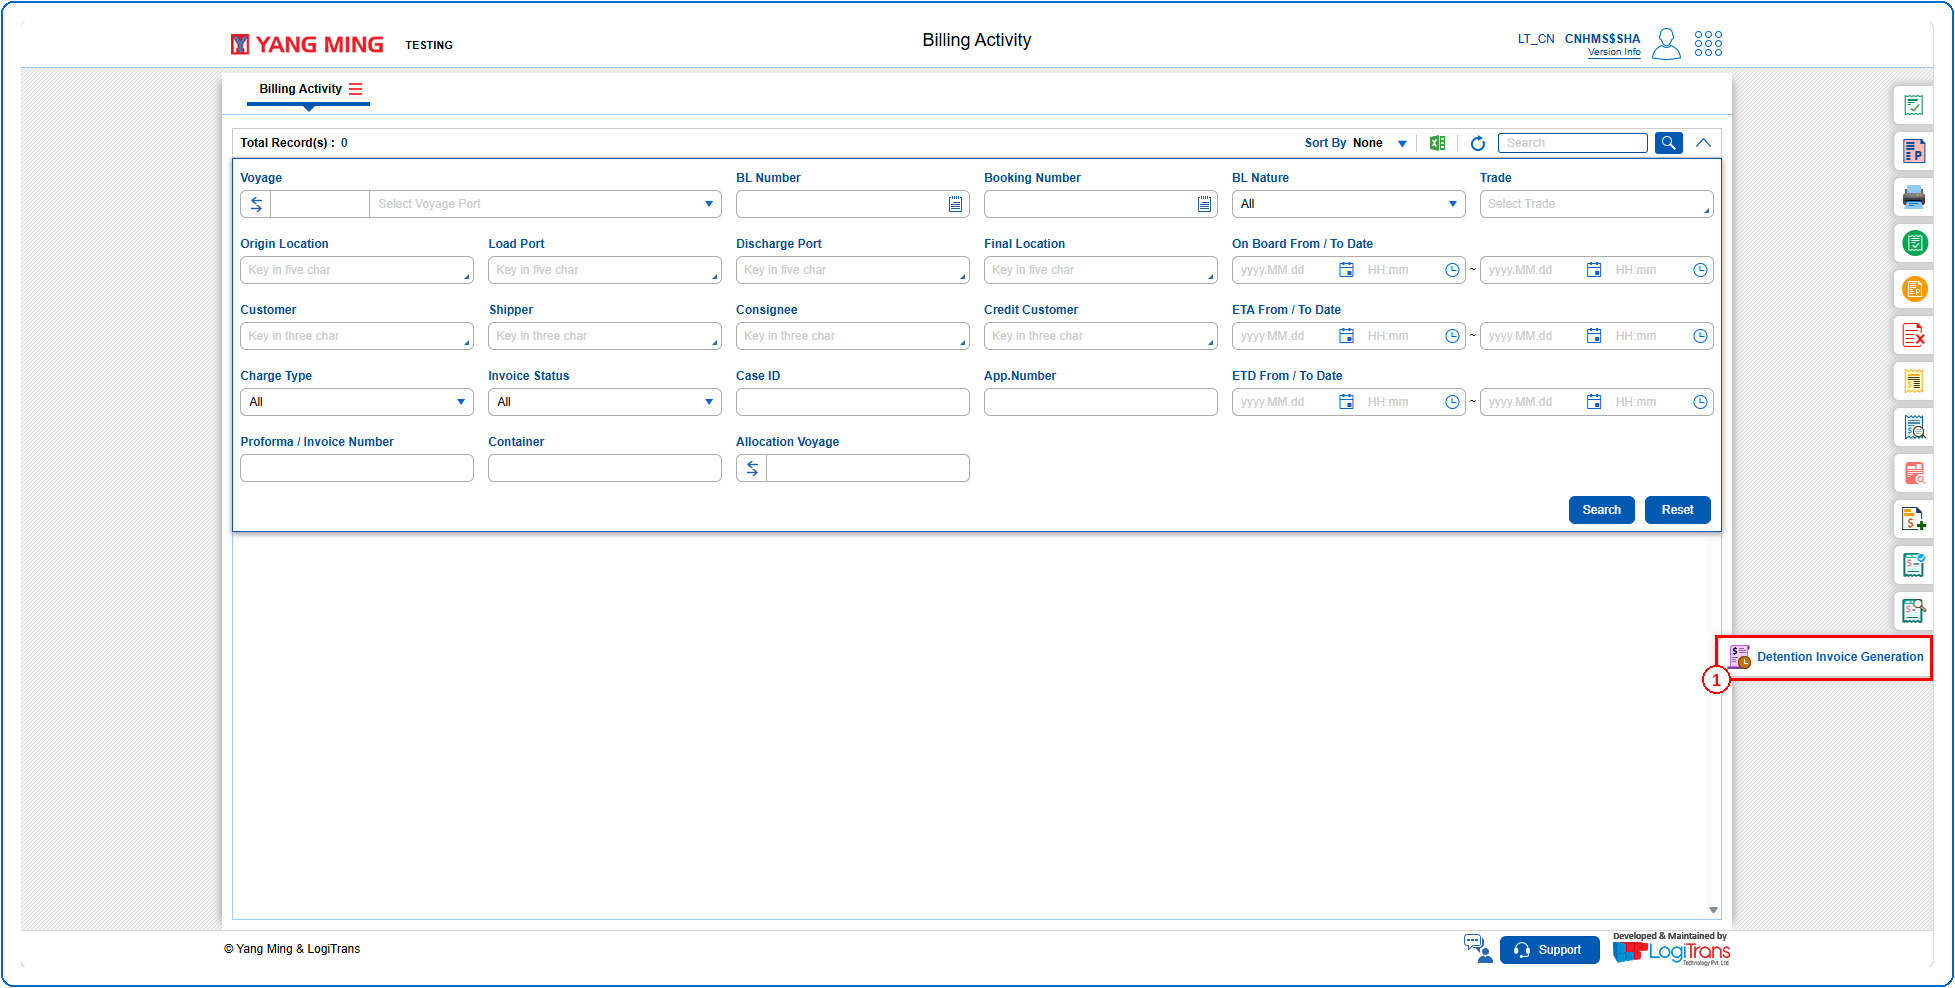 YANG MING TESTING
Billing Activity
LT_CN CNHMS$SHA
Version Info
Billing Activity
Total Record(s) : 0
Sort By None
Search
Voyage BL Number Booking Number BL Nature Trade
Select Voyage Port All Select Trade
Origin Location Load Port Discharge Port Final Location On Board From / To Date
Key in five char Key in five char Key in five char Key in five char yyyy.MM.dd HH:mm ~ yyyy.MM.dd HH:mm
Customer Shipper Consignee Credit Customer ETA From / To Date
Key in three char Key in three char Key in three char Key in three char yyyy.MM.dd HH:mm ~ yyyy.MM.dd HH:mm
Charge Type Invoice Status Case ID App.Number ETD From / To Date
All All yyyy.MM.dd HH:mm ~ yyyy.MM.dd HH:mm
Proforma / Invoice Number Container Allocation Voyage
Search Reset
Detention Invoice Generation
1
© Yang Ming & LogiTrans
Support
Developed & Maintained by
LogiTrans
Technology Pvt. Ltd.